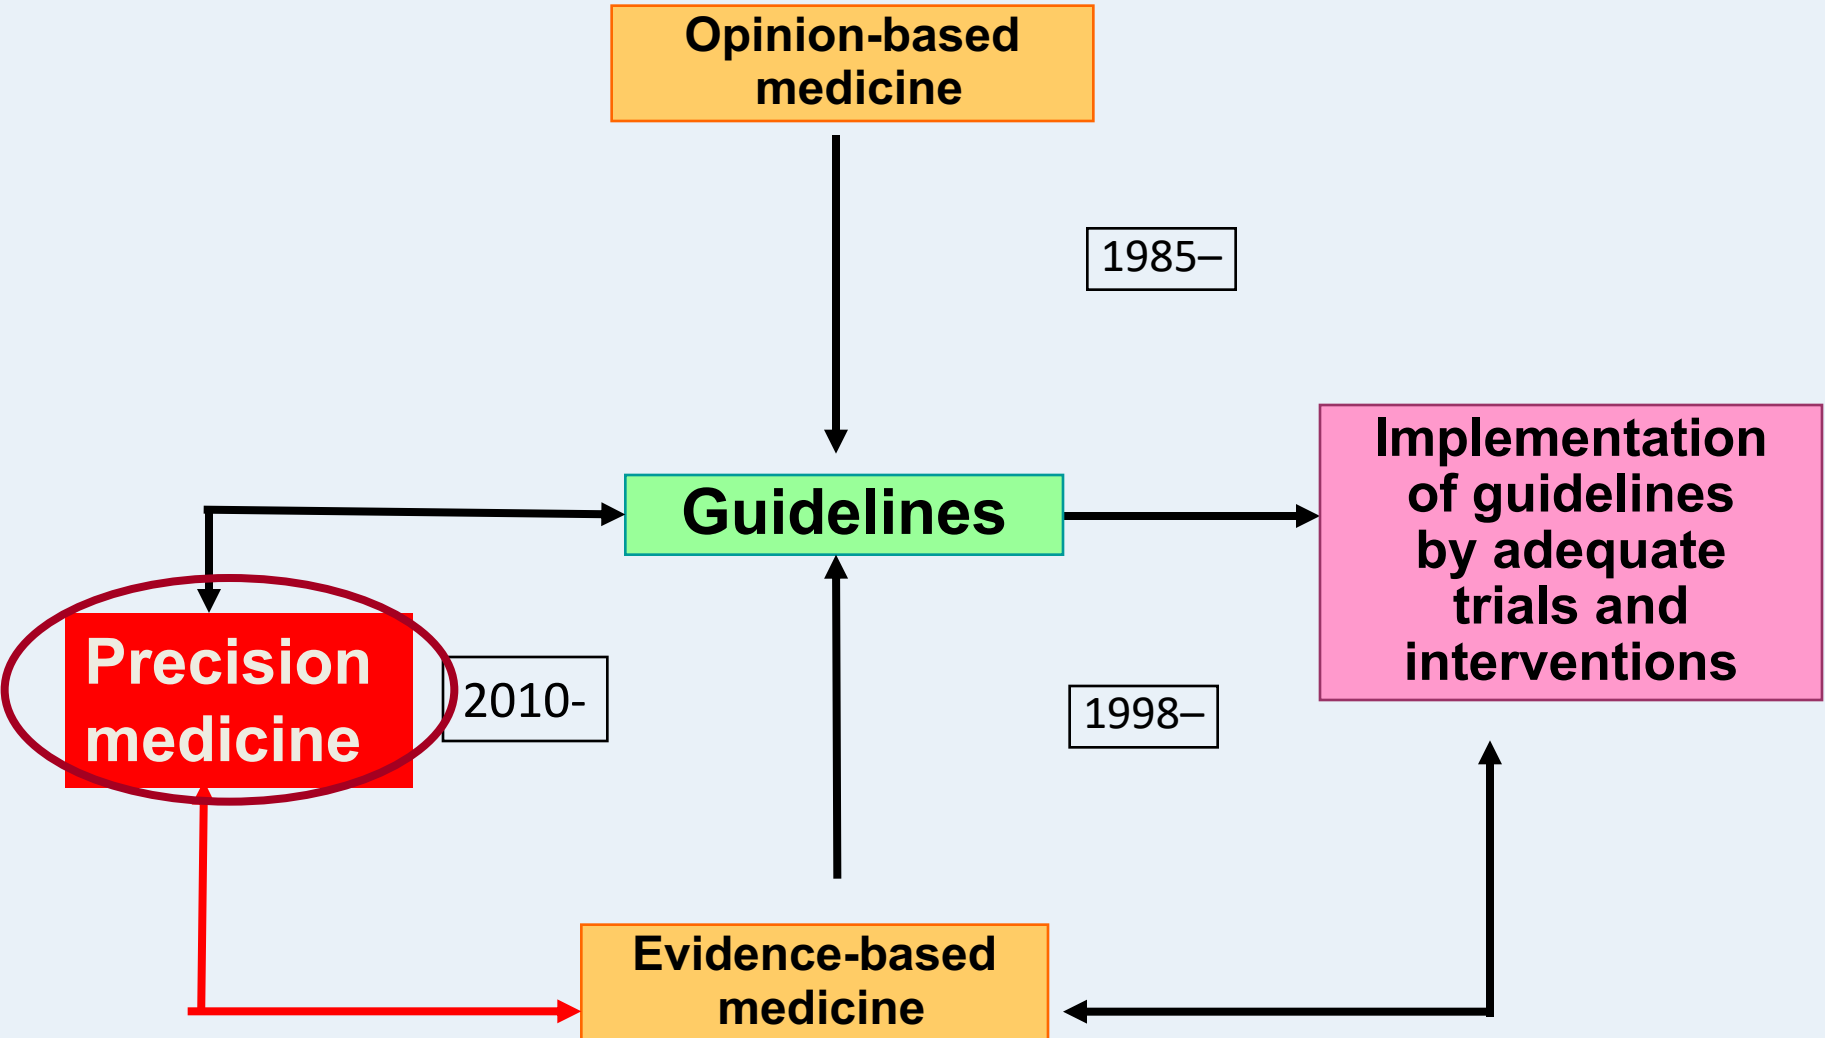 Opinion-based
medicine
1985–
Guidelines
Implementation
of guidelines
by adequate
trials and
interventions
Precision
medicine
2010-
1998–
Evidence-based
medicine